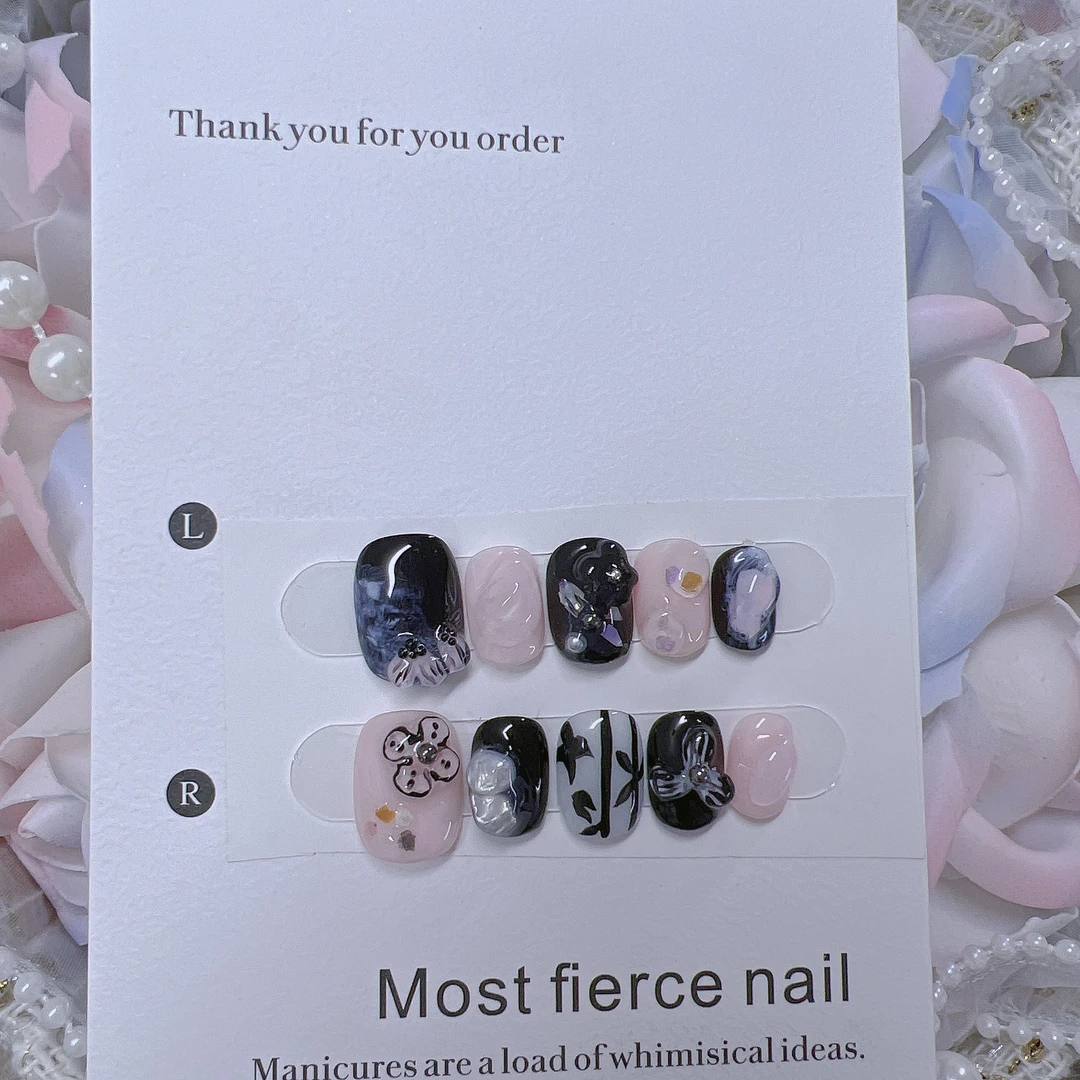 Thank you for you order
L
R
Most fierce nail
Manicures are a load of whimisical ideas.